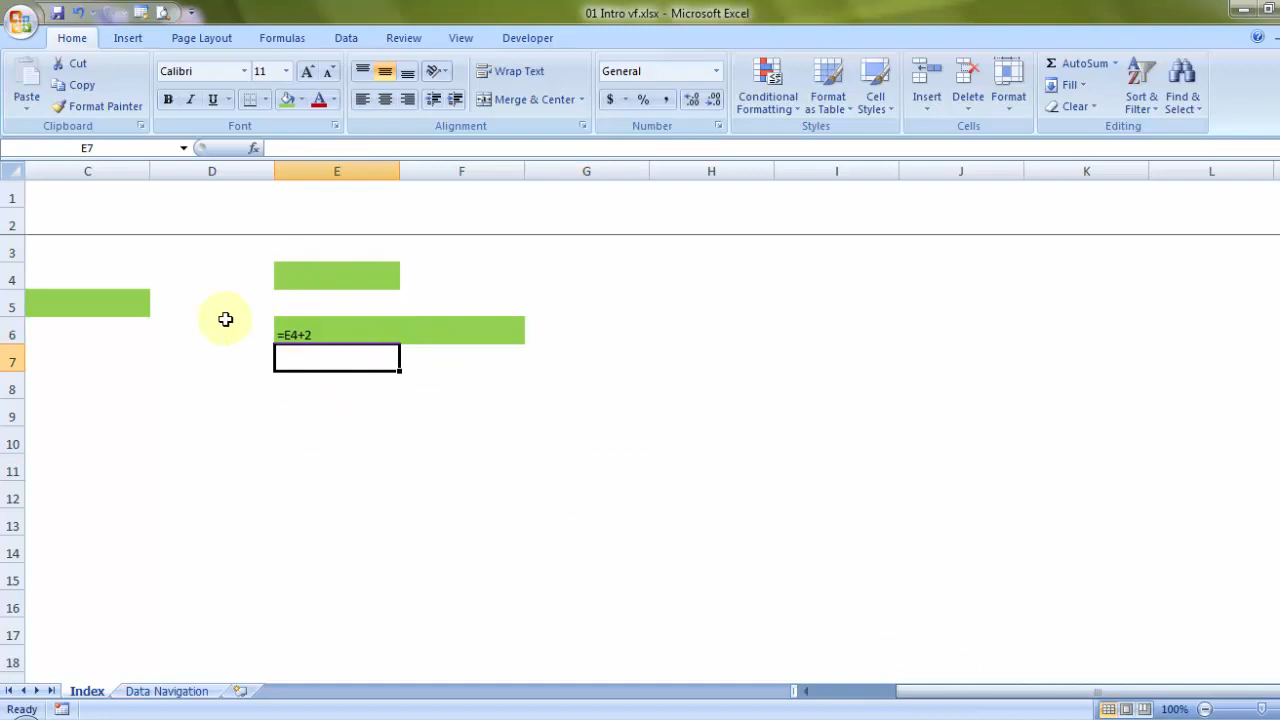 01 Intro vf.xlsx - Microsoft Excel
Home Insert Page Layout Formulas Data Review View Developer
Paste Cut Copy Format Painter
Clipboard
Calibri 11
B I U A
Font
Wrap Text
Merge & Center
Alignment
General
$ % ,
Number
Conditional Formatting Format as Table Cell Styles
Styles
Insert Delete Format
Cells
AutoSum Fill Clear Sort & Filter Find & Select
Editing
E7 fx
C D E F G H I J K L
1
2
3
4
5
6 =E4+2
7
8
9
10
11
12
13
14
15
16
17
18
Index Data Navigation
Ready 100%